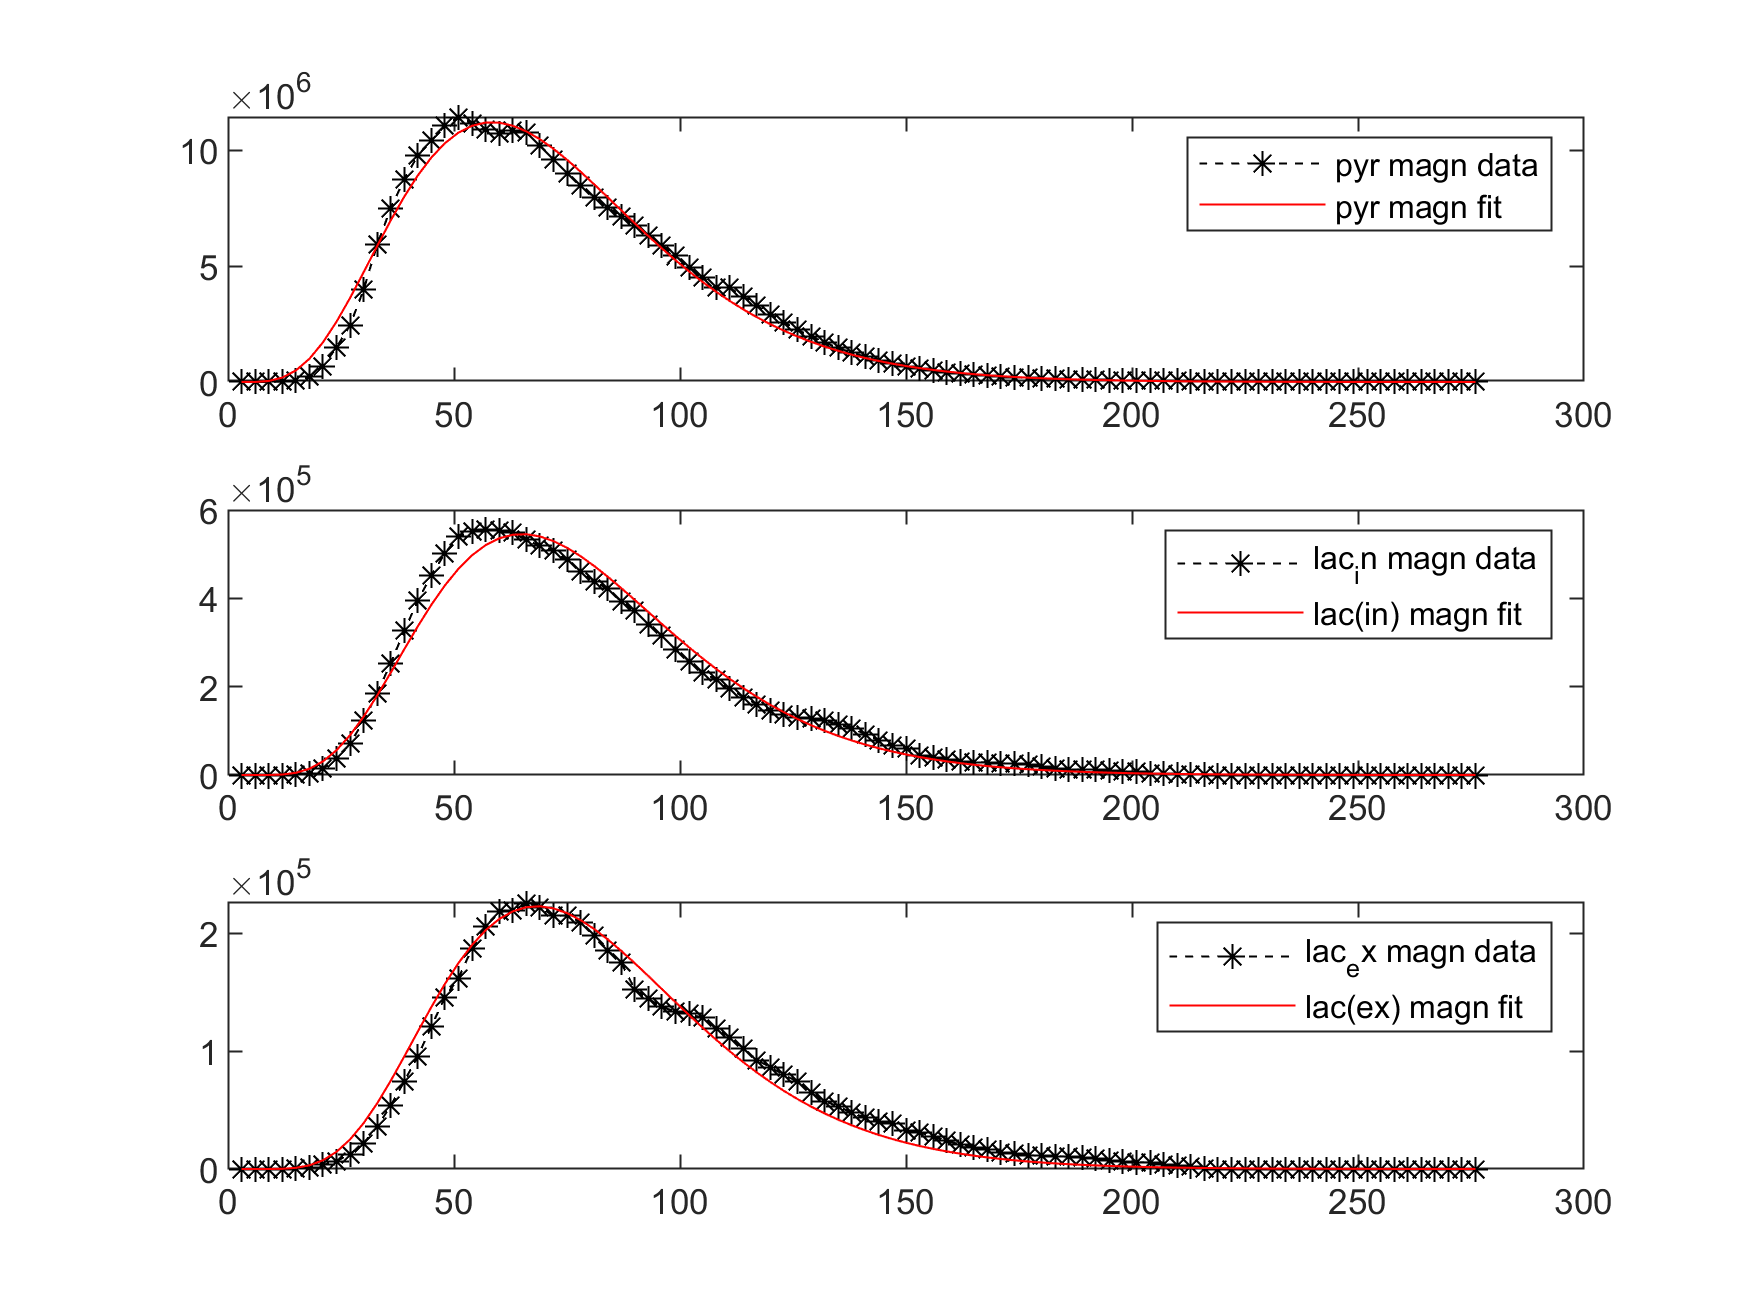 ×10^6
10
5
0
0 50 100 150 200 250 300
pyr magn data
pyr magn fit
×10^5
6
4
2
0
0 50 100 150 200 250 300
lac_in magn data
lac(in) magn fit
×10^5
2
1
0
0 50 100 150 200 250 300
lac_ex magn data
lac(ex) magn fit